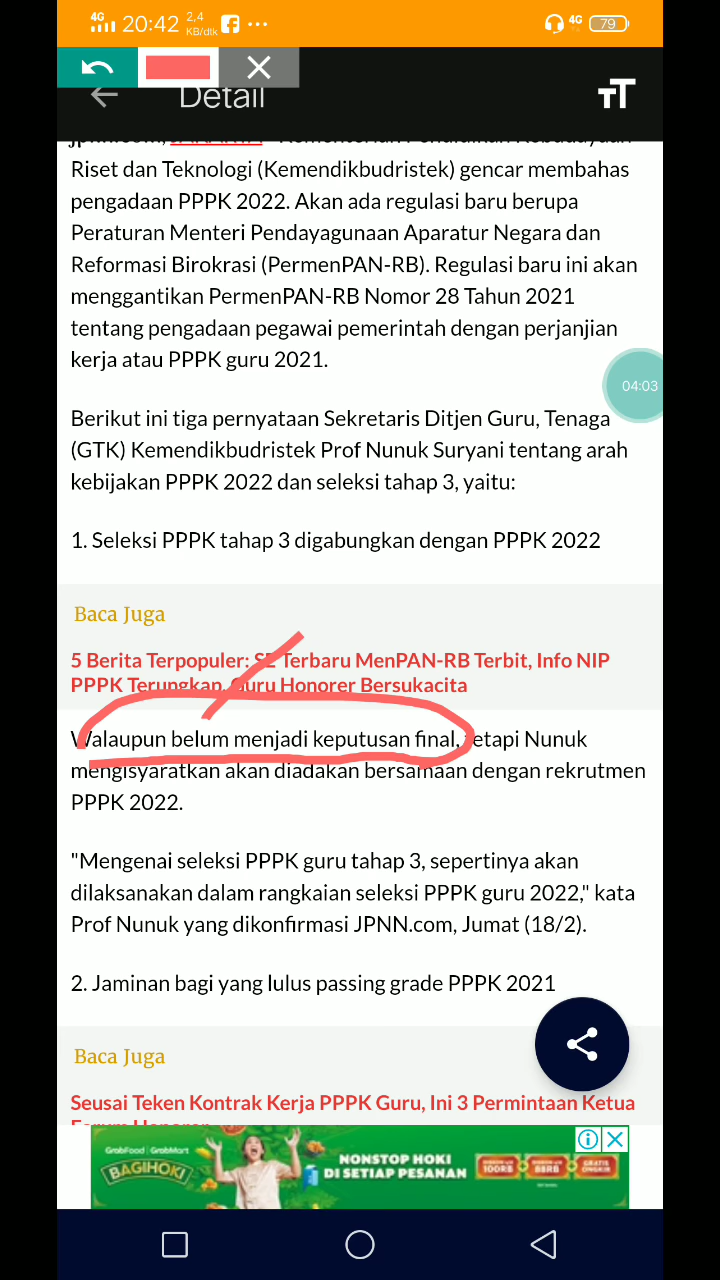 4G 20:42 2,4 KB/dtk ... 4G 79
Detail
04:03
Riset dan Teknologi (Kemendikbudristek) gencar membahas
pengadaan PPPK 2022. Akan ada regulasi baru berupa
Peraturan Menteri Pendayagunaan Aparatur Negara dan
Reformasi Birokrasi (PermenPAN-RB). Regulasi baru ini akan
menggantikan PermenPAN-RB Nomor 28 Tahun 2021
tentang pengadaan pegawai pemerintah dengan perjanjian
kerja atau PPPK guru 2021.
Berikut ini tiga pernyataan Sekretaris Ditjen Guru, Tenaga
(GTK) Kemendikbudristek Prof Nunuk Suryani tentang arah
kebijakan PPPK 2022 dan seleksi tahap 3, yaitu:
1. Seleksi PPPK tahap 3 digabungkan dengan PPPK 2022
Baca Juga
5 Berita Terpopuler: SE Terbaru MenPAN-RB Terbit, Info NIP
PPPK Terungkap, Guru Honorer Bersukacita
Walaupun belum menjadi keputusan final, tetapi Nunuk
mengisyaratkan akan diadakan bersamaan dengan rekrutmen
PPPK 2022.
"Mengenai seleksi PPPK guru tahap 3, sepertinya akan
dilaksanakan dalam rangkaian seleksi PPPK guru 2022," kata
Prof Nunuk yang dikonfirmasi JPNN.com, Jumat (18/2).
2. Jaminan bagi yang lulus passing grade PPPK 2021
Baca Juga
Seusai Teken Kontrak Kerja PPPK Guru, Ini 3 Permintaan Ketua
GrabFood GrabMart
BAGIHOKI
NONSTOP HOKI
DI SETIAP PESANAN
100RB
88RB
GRATIS